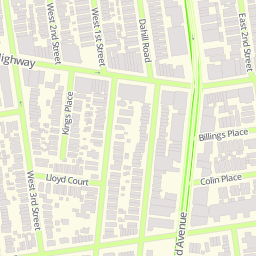 West 2nd Street
West 1st Street
Dahill Road
East 2nd Street
Highway
Kings Place
Billings Place
Lloyd Court
Colin Place
West 3rd Street
d Avenue